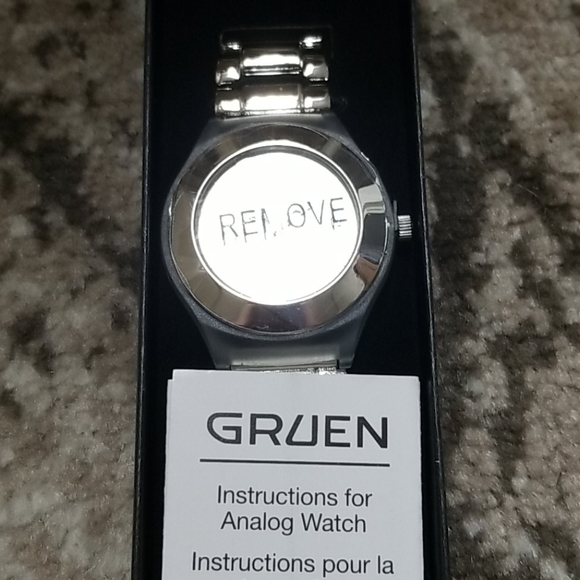 REMOVE
GRUEN
Instructions for
Analog Watch
Instructions pour la